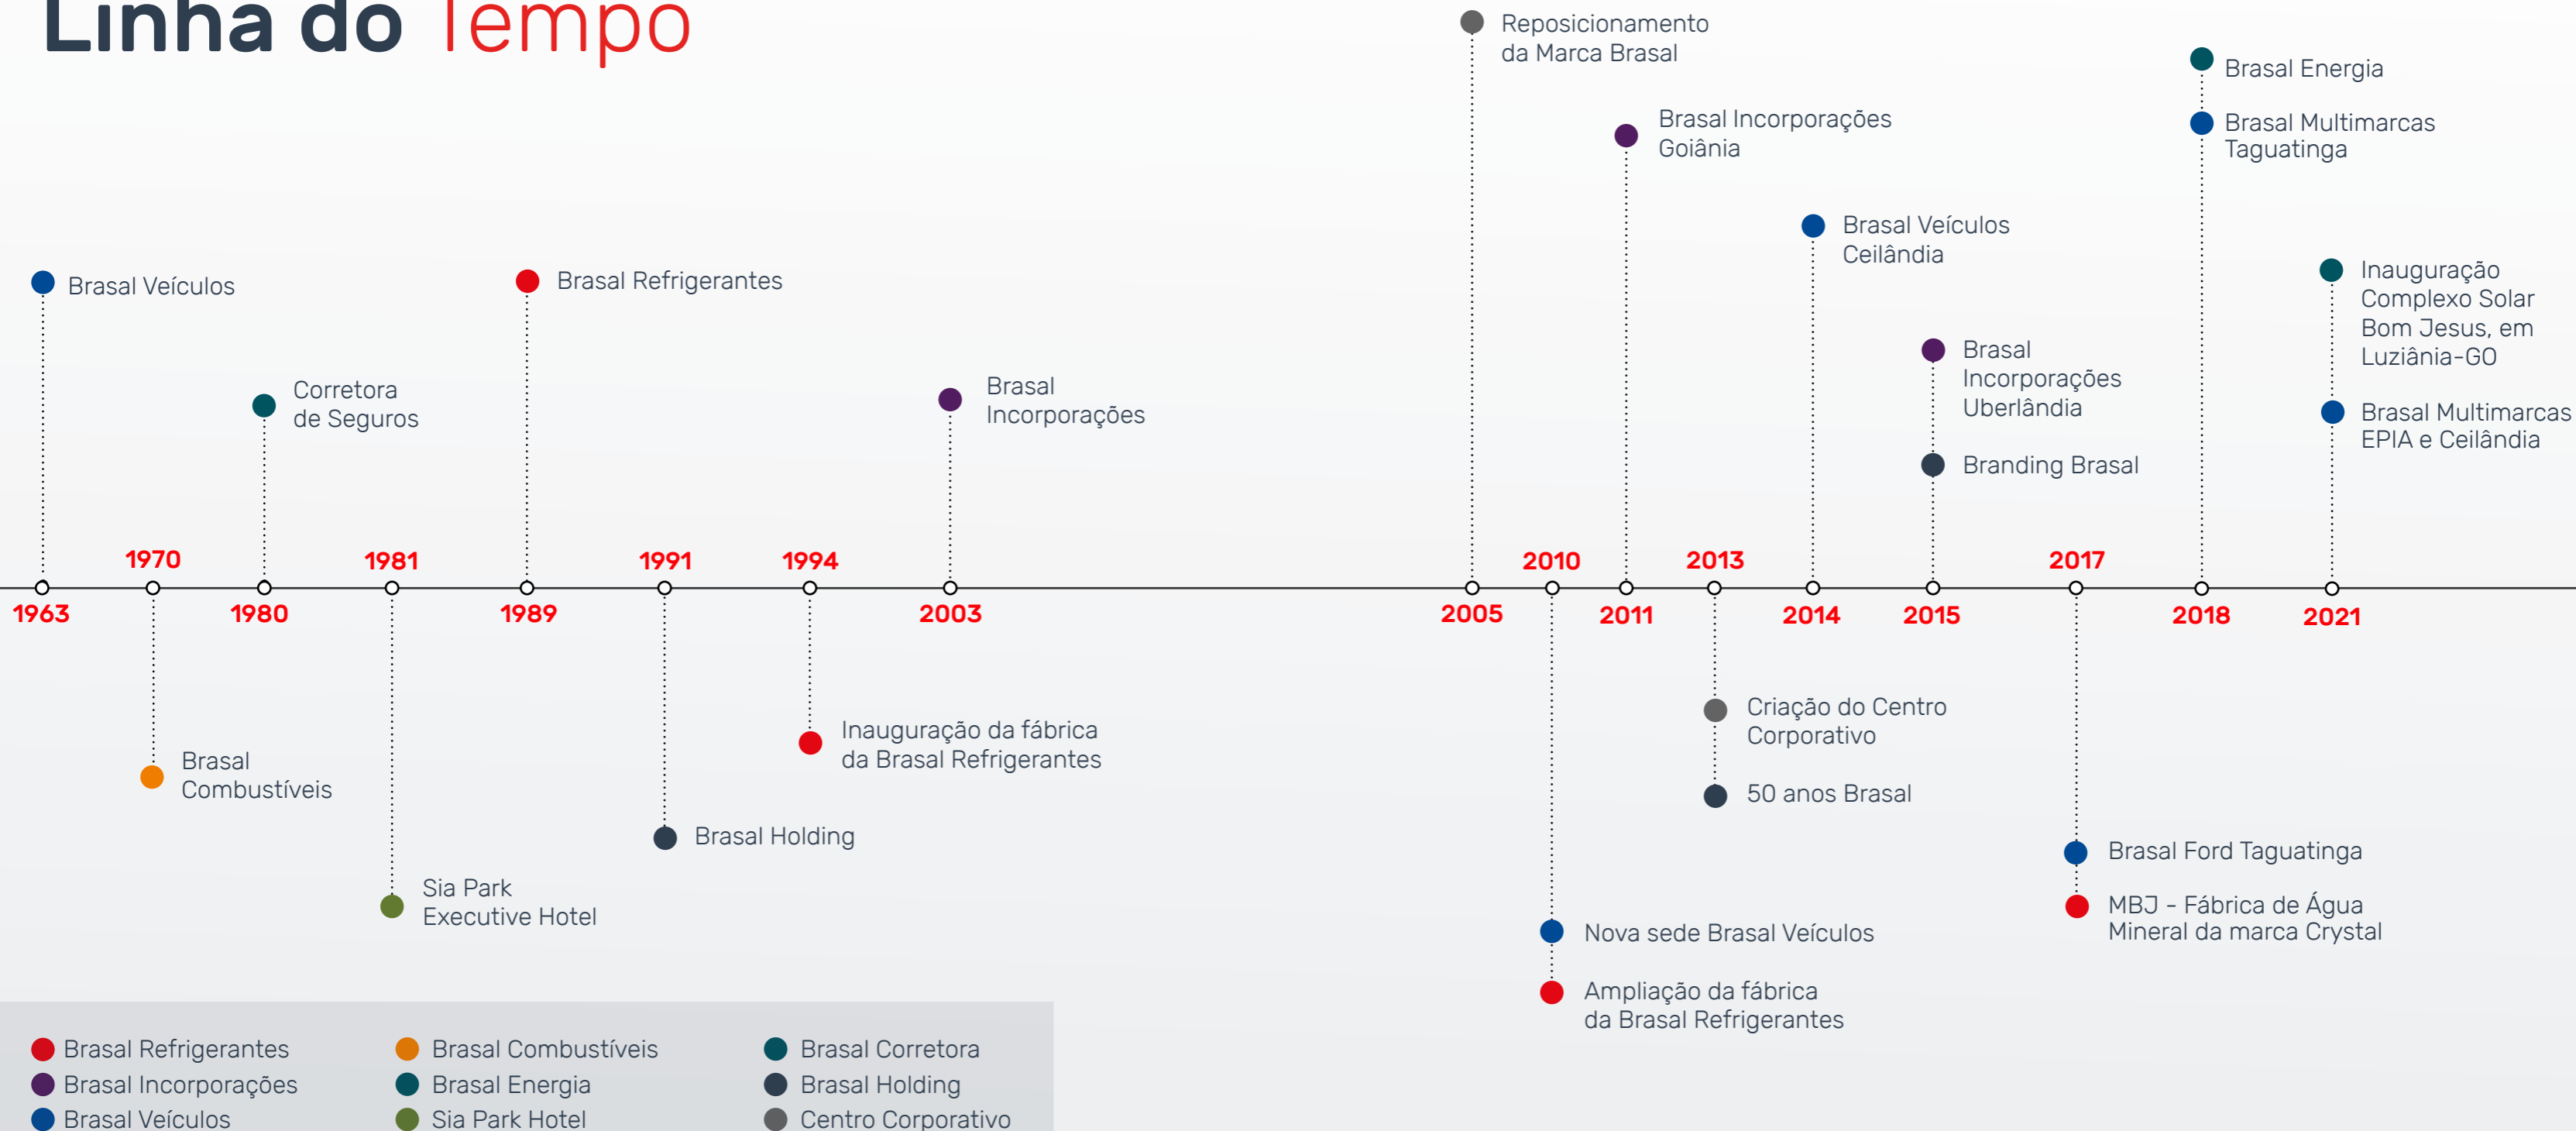 Linha do Tempo
Reposicionamento
da Marca Brasal
Brasal Energia
Brasal Multimarcas
Taguatinga
Brasal Incorporações
Goiânia
Brasal Veículos
Ceilândia
Brasal Veículos
Brasal Refrigerantes
Inauguração
Complexo Solar
Bom Jesus, em
Luziânia-GO
Corretora
de Seguros
Brasal
Incorporações
Brasal
Incorporações
Uberlândia
Brasal Multimarcas
EPIA e Ceilândia
Branding Brasal
1970
1981
1991
1994
2010
2013
2017
1963
1980
1989
2003
2005
2011
2014
2015
2018
2021
Brasal
Combustíveis
Inauguração da fábrica
da Brasal Refrigerantes
Criação do Centro
Corporativo
50 anos Brasal
Brasal Holding
Sia Park
Executive Hotel
Brasal Ford Taguatinga
MBJ - Fábrica de Água
Mineral da marca Crystal
Nova sede Brasal Veículos
Ampliação da fábrica
da Brasal Refrigerantes
Brasal Refrigerantes
Brasal Incorporações
Brasal Veículos
Brasal Combustíveis
Brasal Energia
Sia Park Hotel
Brasal Corretora
Brasal Holding
Centro Corporativo